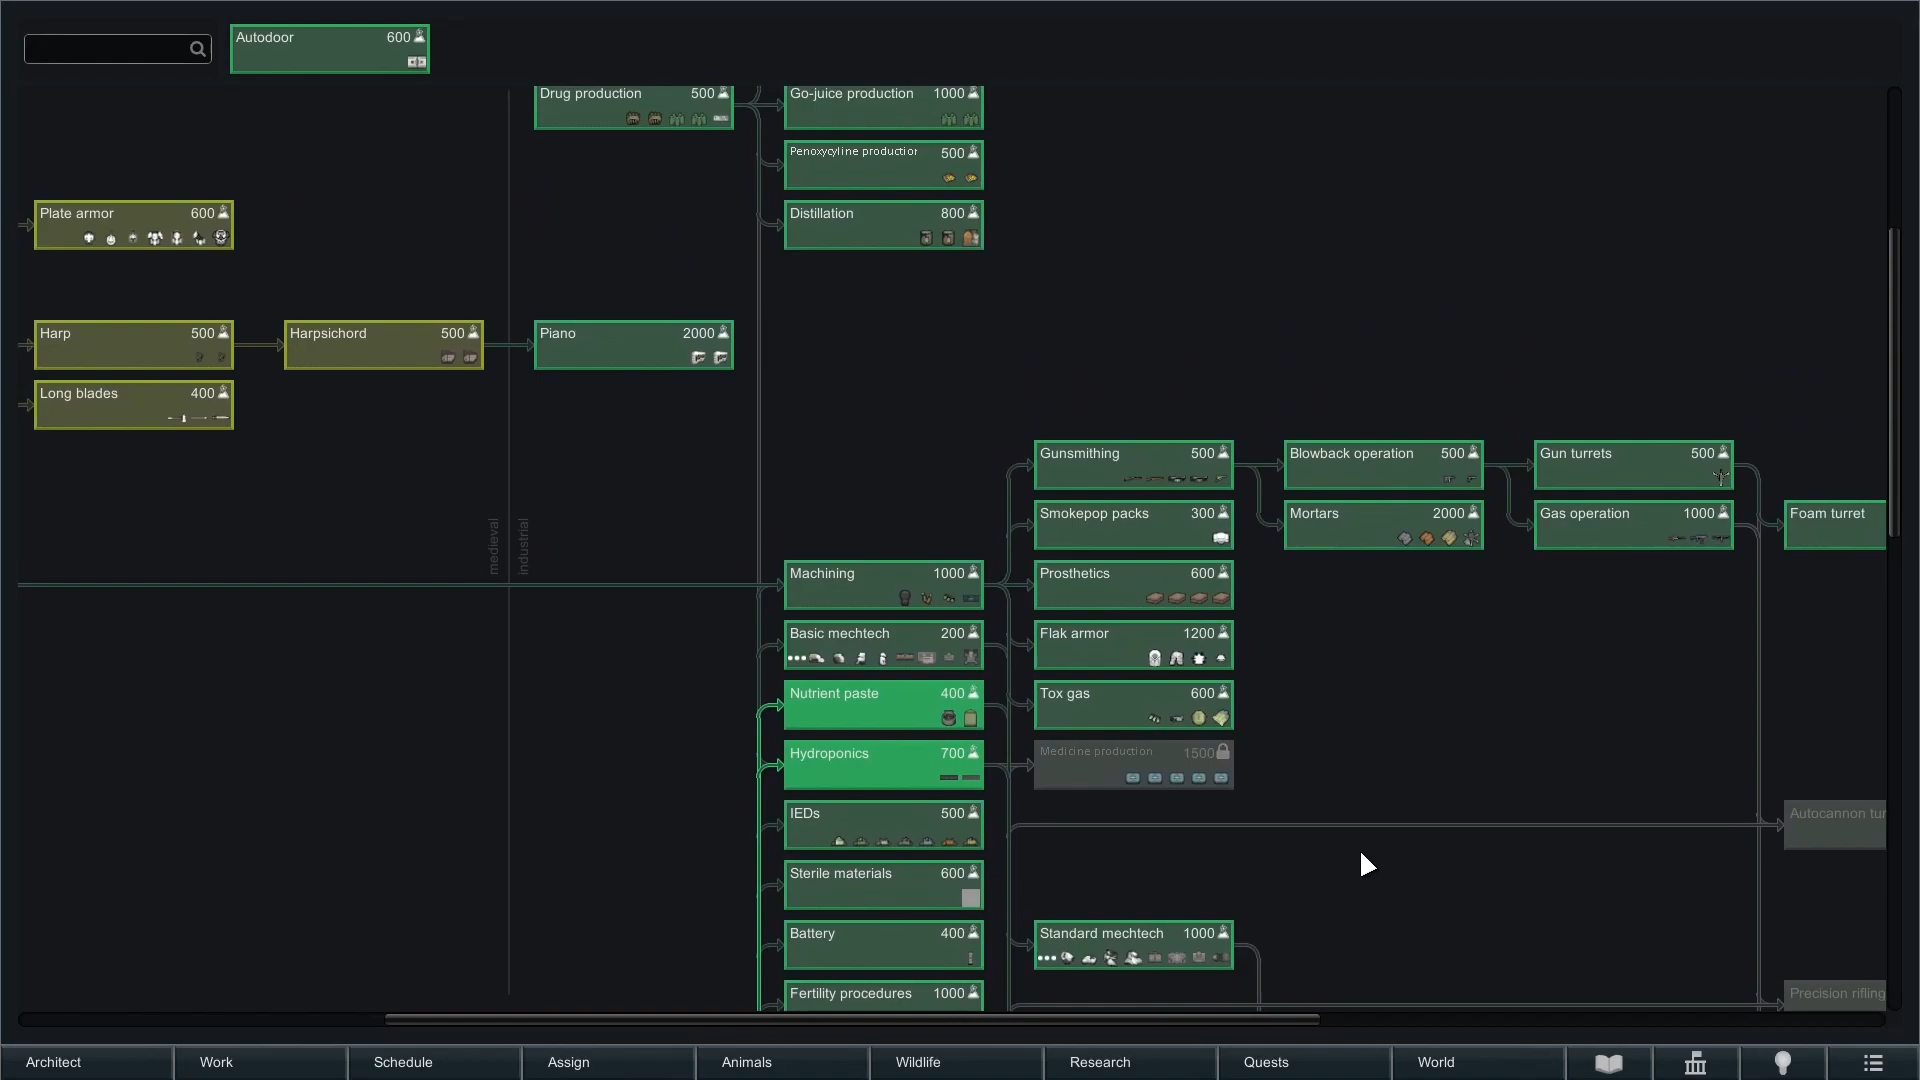 Autodoor 600
Drug production 500
Go-juice production 1000
Penoxycyline production 500
Plate armor 600
Distillation 800
Harp 500
Harpsichord 500
Piano 2000
Long blades 400
Gunsmithing 500
Blowback operation 500
Gun turrets 500
Smokepop packs 300
Mortars 2000
Gas operation 1000
Foam turret
medieval
industrial
Machining 1000
Prosthetics 600
Basic mechtech 200
Flak armor 1200
Nutrient paste 400
Tox gas 600
Hydroponics 700
Medicine production 1500
IEDs 500
Autocannon tur
Sterile materials 600
Battery 400
Standard mechtech 1000
Fertility procedures 1000
Precision rifling
Architect
Work
Schedule
Assign
Animals
Wildlife
Research
Quests
World